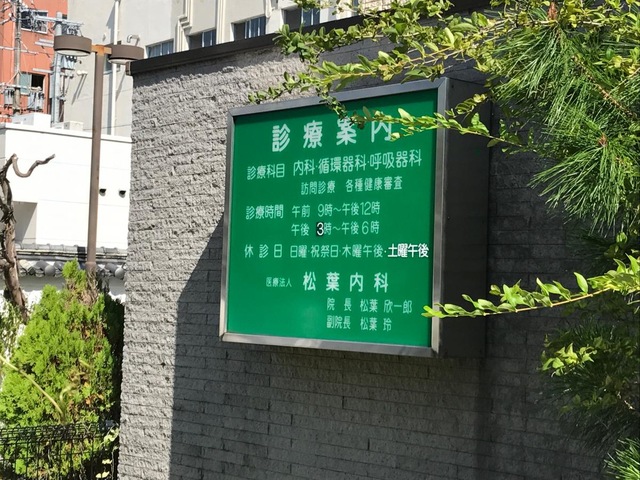 診療案内
診療科目 内科・循環器科・呼吸器科
訪問診療 各種健康審査
診療時間 午前 9時～午後12時
午後 3時～午後6時
休診日 日曜・祝祭日・木曜午後・土曜午後
医療法人 松葉内科
院長 松葉 欣一郎
副院長 松葉 玲